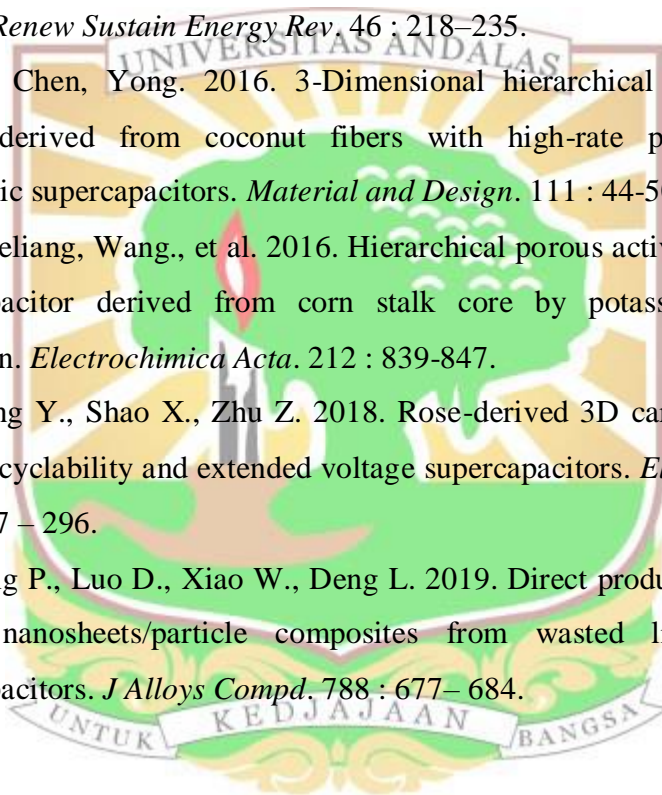 Renew Sustain Energy Rev. 46 : 218–235.
UNIVERSITAS ANDALAS
Chen, Yong. 2016. 3-Dimensional hierarchical
derived from coconut fibers with high-rate p
ic supercapacitors. Material and Design. 111 : 44-5
eliang, Wang., et al. 2016. Hierarchical porous activ
acitor derived from corn stalk core by potass
n. Electrochimica Acta. 212 : 839-847.
ng Y., Shao X., Zhu Z. 2018. Rose-derived 3D car
cyclability and extended voltage supercapacitors. El
7 – 296.
ng P., Luo D., Xiao W., Deng L. 2019. Direct produ
nanosheets/particle composites from wasted li
acitors. J Alloys Compd. 788 : 677– 684.
UNTUK KEDJAJAAN BANGSA